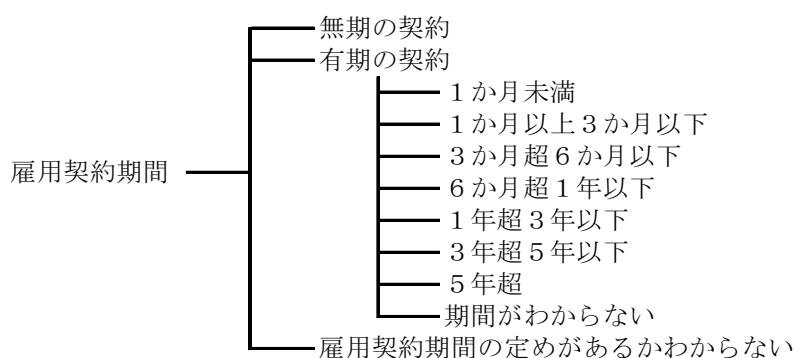 無期の契約
有期の契約
１か月未満
１か月以上３か月以下
３か月超６か月以下
雇用契約期間
６か月超１年以下
１年超３年以下
３年超５年以下
５年超
期間がわからない
雇用契約期間の定めがあるかわからない